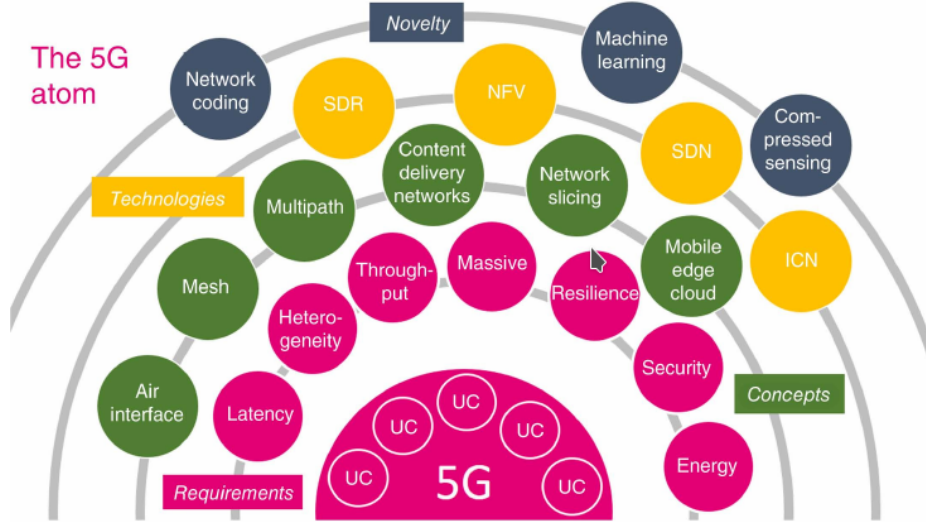 The 5G
atom
Novelty
Network
coding
Machine
learning
Com-
pressed
sensing
Technologies
SDR
NFV
SDN
ICN
Air
interface
Mesh
Multipath
Content
delivery
networks
Network
slicing
Mobile
edge
cloud
Concepts
Requirements
Latency
Hetero-
geneity
Through-
put
Massive
Resilience
Security
Energy
UC
UC
UC
UC
UC
5G